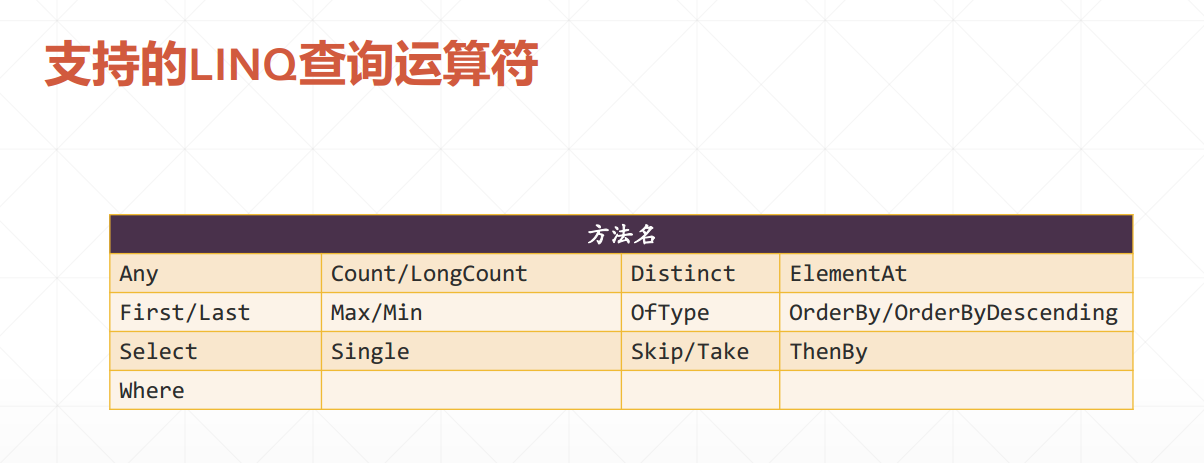 支持的LINQ查询运算符
方法名
Any Count/LongCount Distinct ElementAt
First/Last Max/Min OfType OrderBy/OrderByDescending
Select Single Skip/Take ThenBy
Where